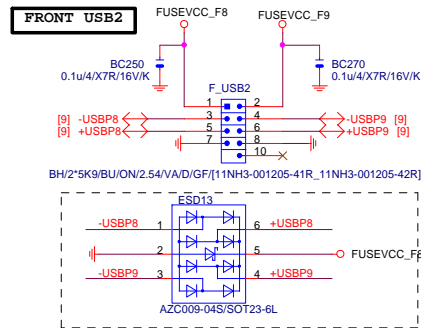 FRONT USB2
FUSEVCC_F8
FUSEVCC_F9
BC250
0.1u/4/X7R/16V/K
BC270
0.1u/4/X7R/16V/K
F_USB2
1 2
[9] -USBP8 3 4 -USBP9 [9]
[9] +USBP8 5 6 +USBP9 [9]
7 8
10
BH/2*5K9/BU/ON/2.54/VA/D/GF/[11NH3-001205-41R_11NH3-001205-42R]
ESD13
-USBP8 1 6 +USBP8
2 5 FUSEVCC_F8
-USBP9 3 4 +USBP9
AZC009-04S/SOT23-6L